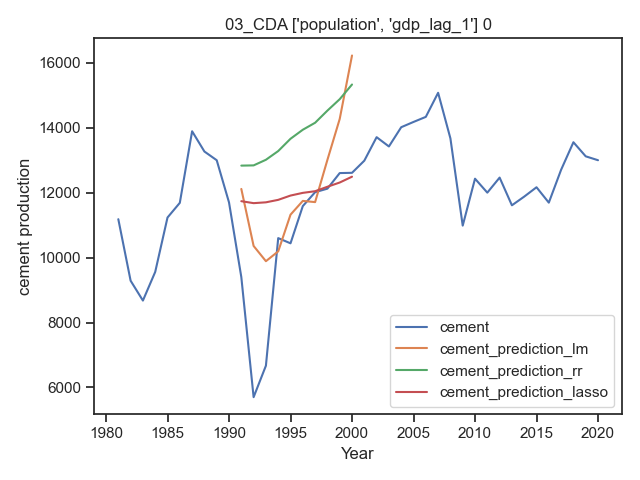 03_CDA ['population', 'gdp_lag_1'] 0
cement production
16000
14000
12000
10000
8000
6000
cement
cement_prediction_lm
cement_prediction_rr
cement_prediction_lasso
1980 1985 1990 1995 2000 2005 2010 2015 2020
Year